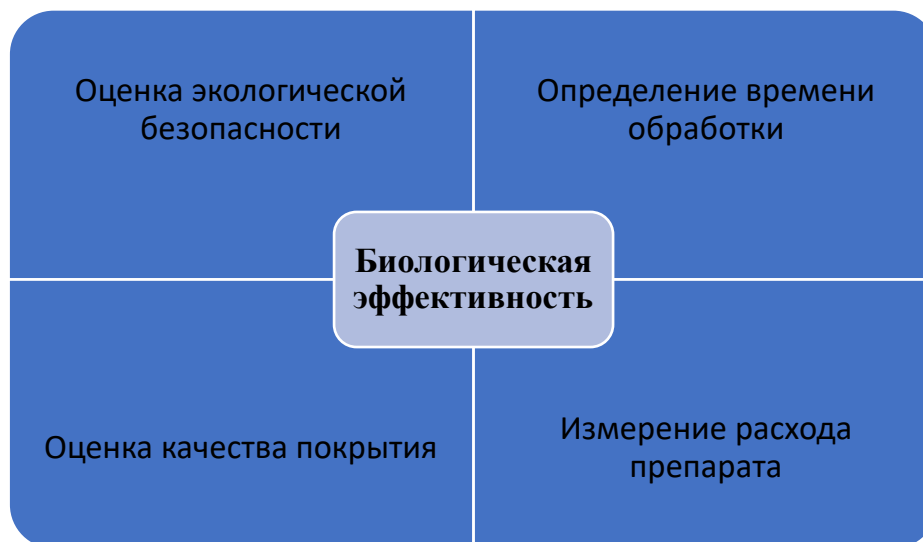 Оценка экологической
безопасности
Определение времени
обработки
Биологическая
эффективность
Оценка качества покрытия
Измерение расхода
препарата